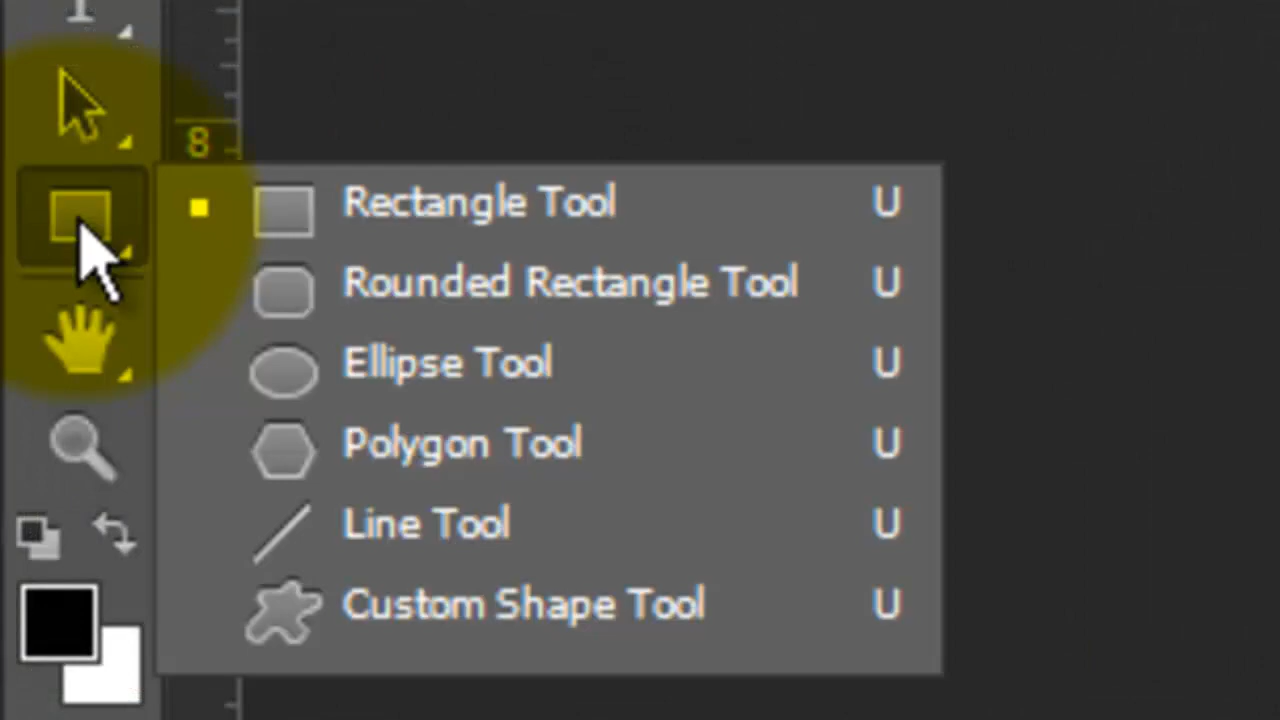 8
Rectangle Tool U
Rounded Rectangle Tool U
Ellipse Tool U
Polygon Tool U
Line Tool U
Custom Shape Tool U